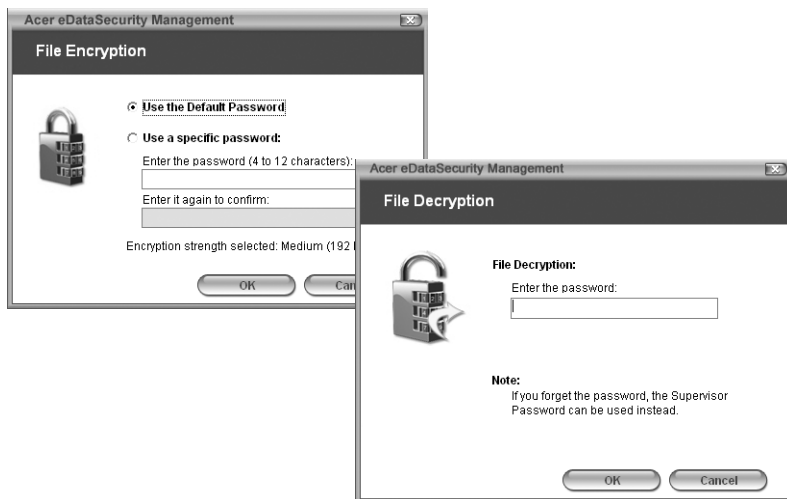 Acer eDataSecurity Management
File Encryption
Use the Default Password
Use a specific password:
Enter the password (4 to 12 characters):
Enter it again to confirm:
Encryption strength selected: Medium (192
OK
Acer eDataSecurity Management
File Decryption
File Decryption:
Enter the password:
Note:
If you forget the password, the Supervisor
Password can be used instead.
OK
Cancel